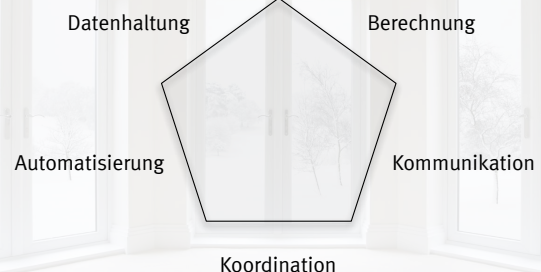 Datenhaltung
Berechnung
Automatisierung
Kommunikation
Koordination